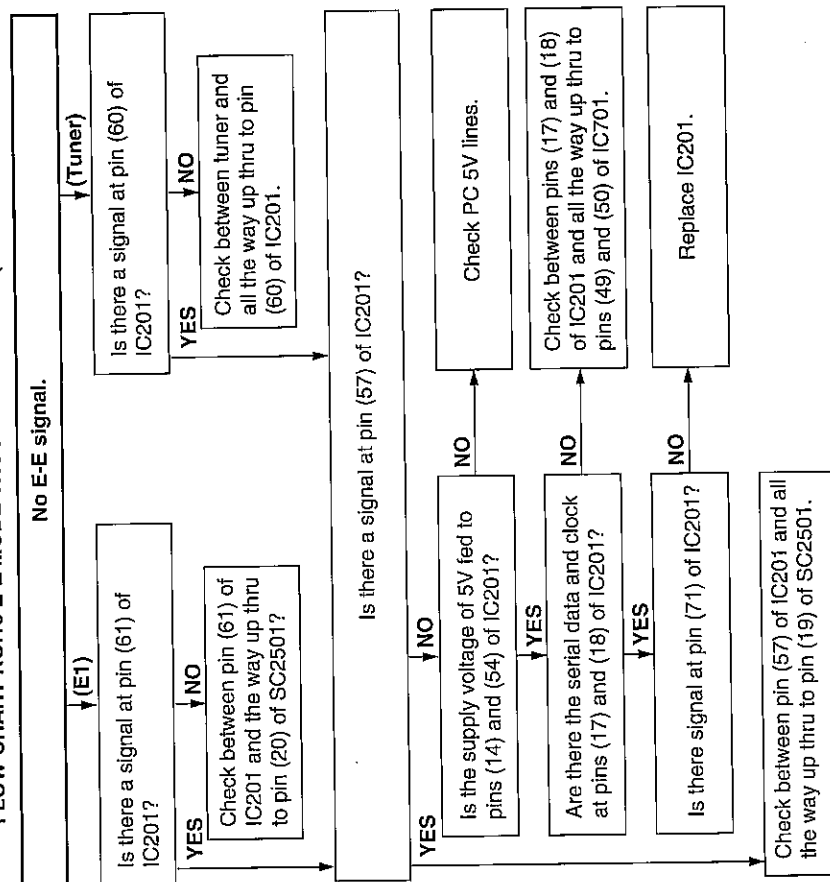 No E-E signal.
(E1)
(Tuner)
Is there a signal at pin (61) of
IC201?
Is there a signal at pin (60) of
IC201?
YES
NO
YES
NO
Check between pin (61) of
IC201 and the way up thru
to pin (20) of SC2501?
Check between tuner and
all the way up thru to pin
(60) of IC201.
Is there a signal at pin (57) of IC201?
YES
NO
Is the supply voltage of 5V fed to
pins (14) and (54) of IC201?
NO
Check PC 5V lines.
YES
Are there the serial data and clock
at pins (17) and (18) of IC201?
NO
Check between pins (17) and (18)
of IC201 and all the way up thru to
pins (49) and (50) of IC701.
YES
Is there signal at pin (71) of IC201?
NO
Replace IC201.
Check between pin (57) of IC201 and all
the way up thru to pin (19) of SC2501.